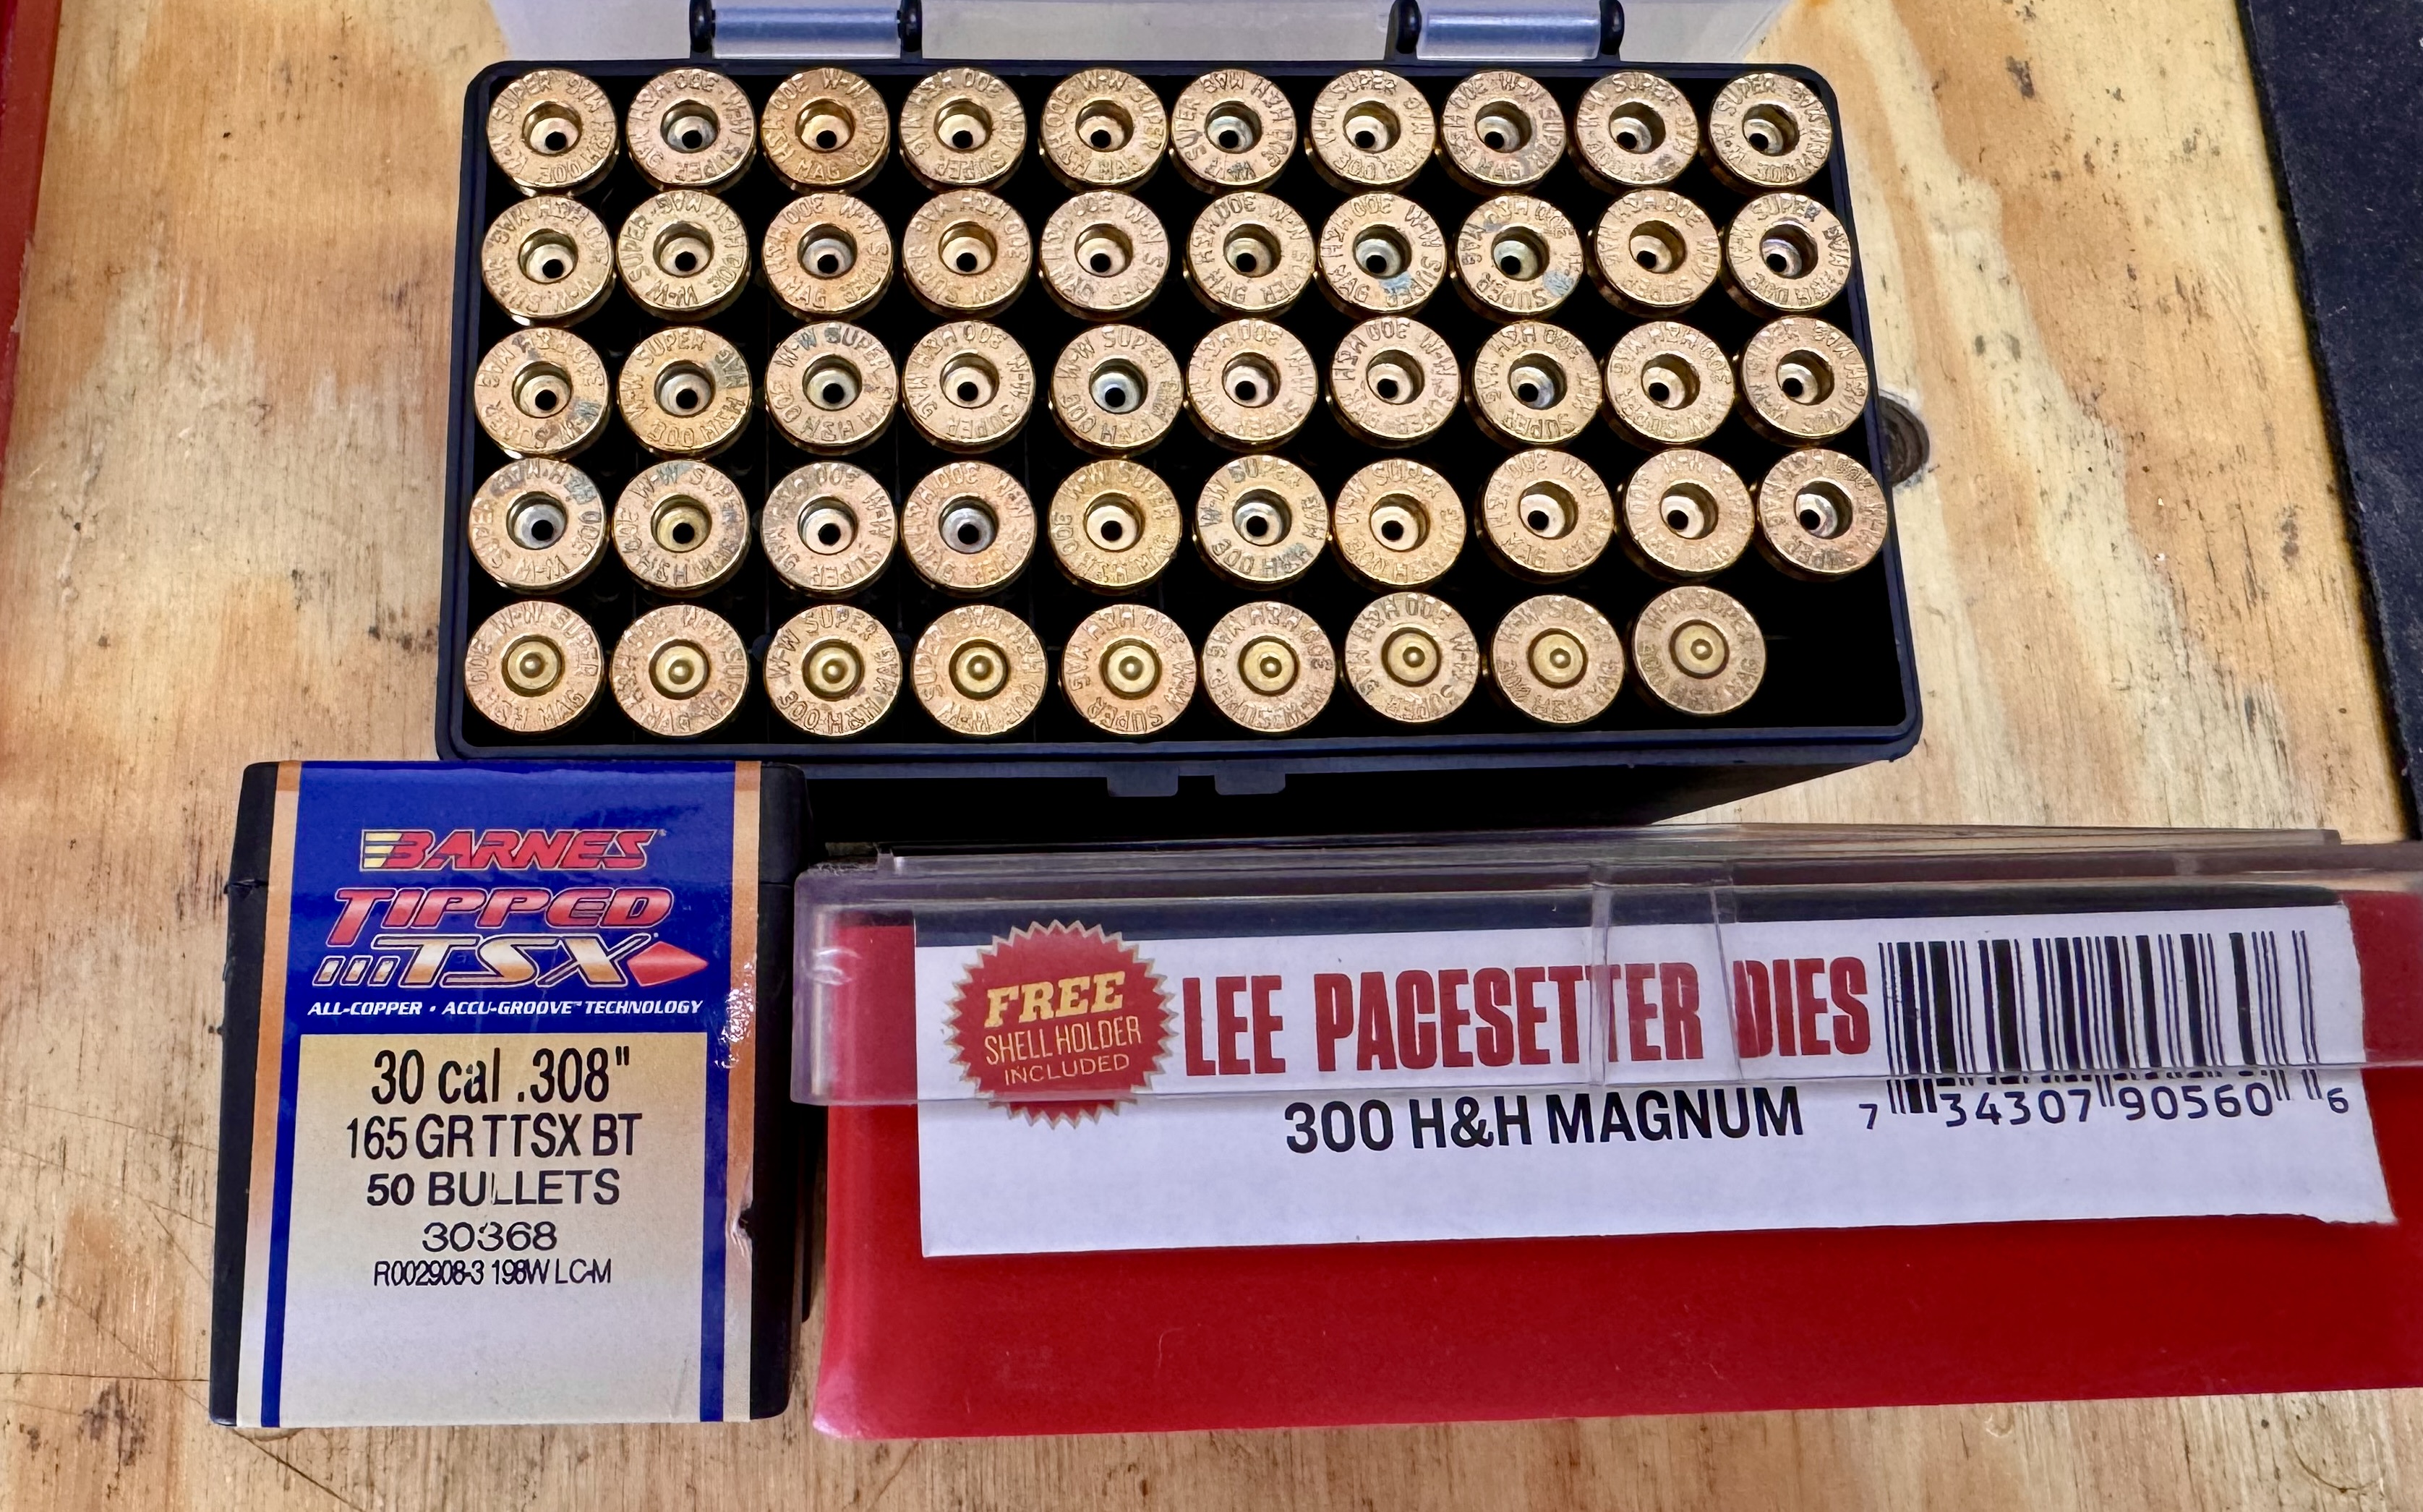 W-W SUPER
300 H&H MAG
BARNES
TIPPED
TSX
ALL-COPPER • ACCU-GROOVE™ TECHNOLOGY
30 cal .308"
165 GR TTSX BT
50 BULLETS
30368
R002908-3 198W LC-M
FREE
SHELL HOLDER
INCLUDED
LEE PACESETTER DIES
300 H&H MAGNUM
7 34307 90560 6